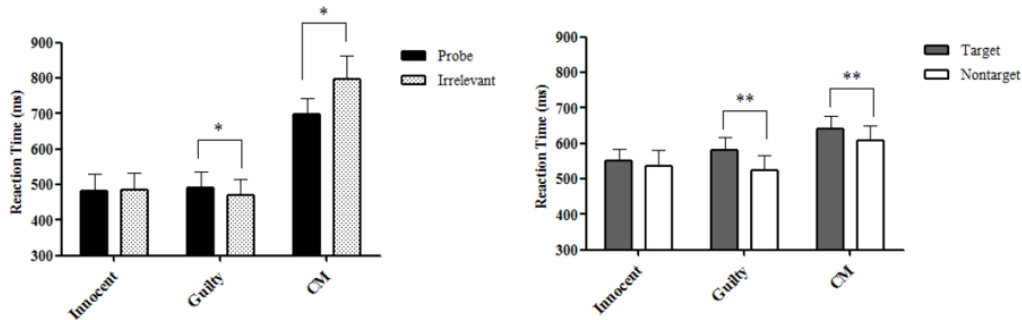 *
900
Probe
800
Irrelevant
700
Reaction Time (ms)
600
*
500
400
300
Innocent
Guilty
CM
900
Target
800
Nontarget
**
700
**
Reaction Time (ms)
600
500
400
300
Innocent
Guilty
CM